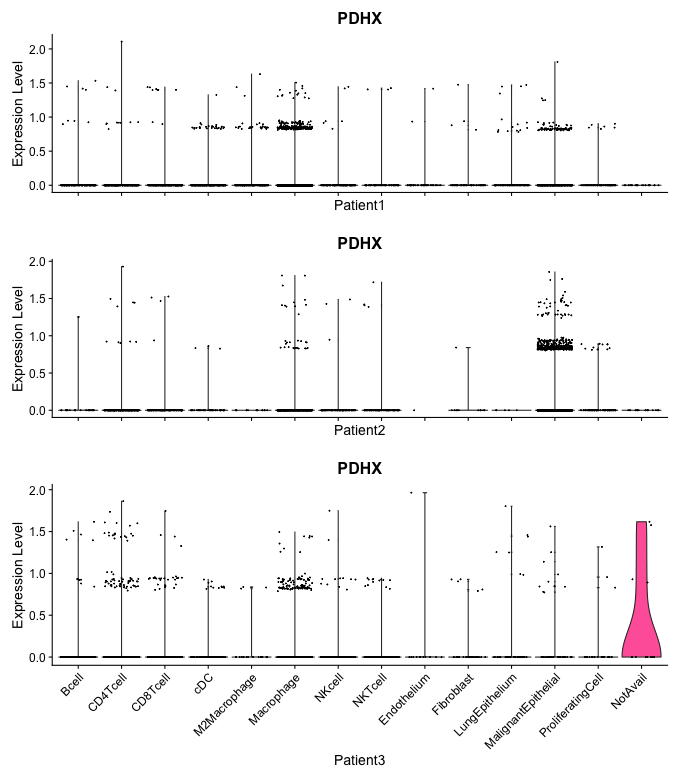 PDHX
Expression Level
2.0
1.5
1.0
0.5
0.0
Patient1
PDHX
Expression Level
2.0
1.5
1.0
0.5
0.0
Patient2
PDHX
Expression Level
2.0
1.5
1.0
0.5
0.0
Bcell
CD4Tcell
CD8Tcell
cDC
M2Macrophage
Macrophage
NKcell
NKTcell
Endothelium
Fibroblast
LungEpithelium
MalignantEpithelial
ProliferatingCell
NotAvail
Patient3